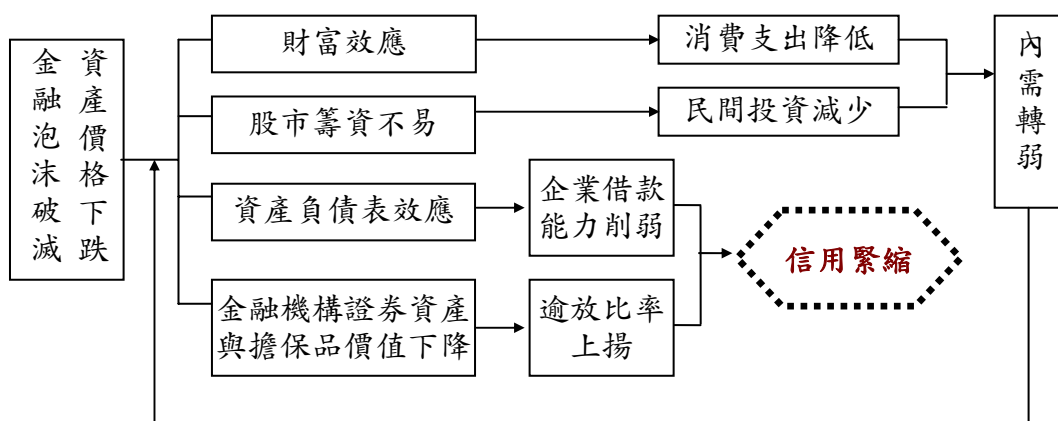 資產價格下跌
金融泡沫破滅
財富效應
消費支出降低
股市籌資不易
民間投資減少
內需轉弱
資產負債表效應
企業借款
能力削弱
信用緊縮
金融機構證券資產
與擔保品價值下降
逾放比率
上揚